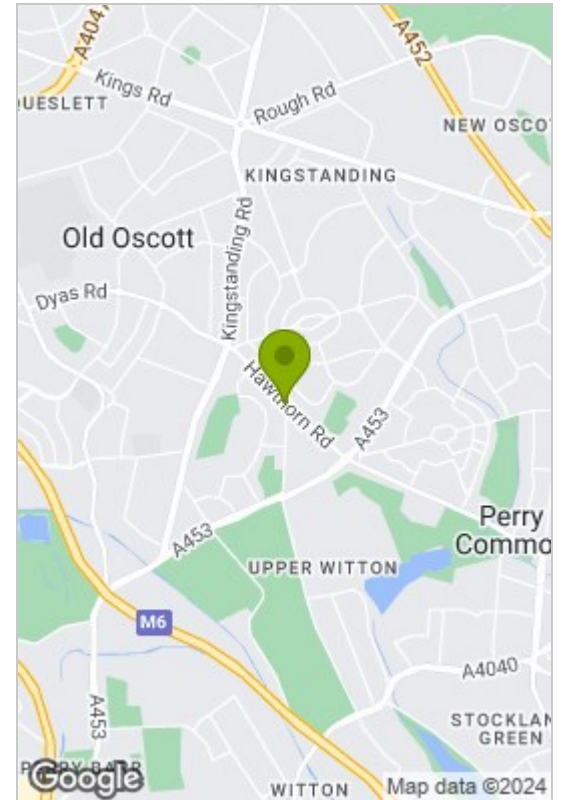 A404
A452
Kings Rd
Rough Rd
UESLETT
NEW OSCO
KINGSTANDING
Old Oscott
Kingstanding Rd
Dyas Rd
Hawthorn Rd
A453
Perry
Commo
A453
UPPER WITTON
M6
A4040
A453
STOCKLAN
GREEN
Google
WITTON
Map data ©2024